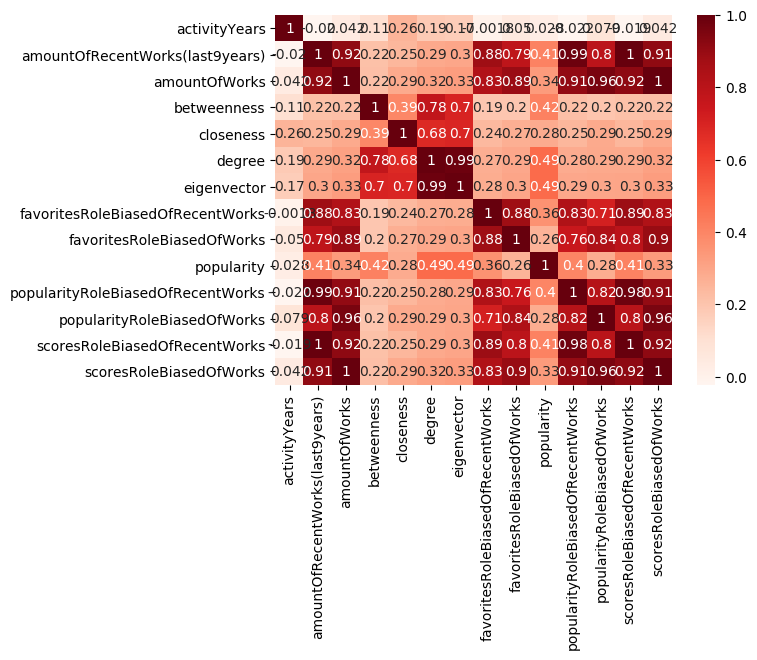 activityYears
1
0.11
0.26
0.19
amountOfRecentWorks(last9years)
1 0.92 0.22 0.25 0.29 0.3 0.88 0.79 0.41 0.99 0.8 1 0.91
amountOfWorks
0.92 1 0.22 0.29 0.32 0.33 0.83 0.89 0.34 0.91 0.96 0.92 1
betweenness
0.11 0.22 0.22 1 0.39 0.78 0.7 0.19 0.2 0.42 0.22 0.2 0.22 0.22
closeness
0.26 0.25 0.29 0.39 1 0.68 0.7 0.24 0.27 0.28 0.25 0.29 0.25 0.29
degree
0.19 0.29 0.32 0.78 0.68 1 0.99 0.27 0.29 0.49 0.28 0.29 0.29 0.32
eigenvector
0.17 0.3 0.33 0.7 0.7 0.99 1 0.28 0.3 0.49 0.29 0.3 0.3 0.33
favoritesRoleBiasedOfRecentWorks
0.88 0.83 0.19 0.24 0.27 0.28 1 0.88 0.36 0.83 0.71 0.89 0.83
favoritesRoleBiasedOfWorks
0.79 0.89 0.2 0.27 0.29 0.3 0.88 1 0.26 0.76 0.84 0.8 0.9
popularity
0.41 0.34 0.42 0.28 0.49 0.49 0.36 0.26 1 0.4 0.28 0.41 0.33
popularityRoleBiasedOfRecentWorks
0.99 0.91 0.22 0.25 0.28 0.29 0.83 0.76 0.4 1 0.82 0.98 0.91
popularityRoleBiasedOfWorks
0.8 0.96 0.2 0.29 0.29 0.3 0.71 0.84 0.28 0.82 1 0.8 0.96
scoresRoleBiasedOfRecentWorks
1 0.92 0.22 0.25 0.29 0.3 0.89 0.8 0.41 0.98 0.8 1 0.92
scoresRoleBiasedOfWorks
0.91 1 0.22 0.29 0.32 0.33 0.83 0.9 0.33 0.91 0.96 0.92 1
activityYears
amountOfRecentWorks(last9years)
amountOfWorks
betweenness
closeness
degree
eigenvector
favoritesRoleBiasedOfRecentWorks
favoritesRoleBiasedOfWorks
popularity
popularityRoleBiasedOfRecentWorks
popularityRoleBiasedOfWorks
scoresRoleBiasedOfRecentWorks
scoresRoleBiasedOfWorks
1.0
0.8
0.6
0.4
0.2
0.0